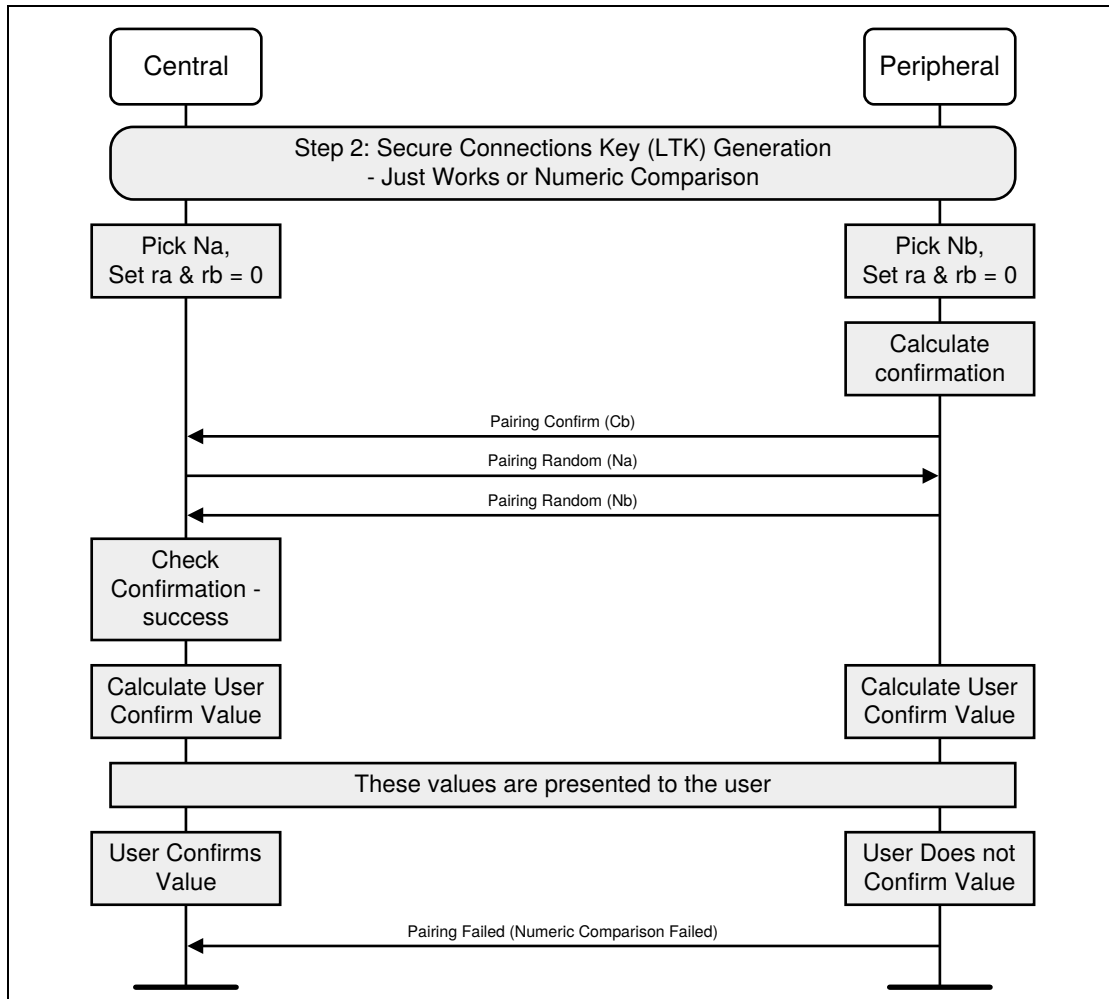 Central
Peripheral
Step 2: Secure Connections Key (LTK) Generation
- Just Works or Numeric Comparison
Pick Na,
Set ra & rb = 0
Pick Nb,
Set ra & rb = 0
Calculate
confirmation
Pairing Confirm (Cb)
Pairing Random (Na)
Pairing Random (Nb)
Check
Confirmation -
success
Calculate User
Confirm Value
Calculate User
Confirm Value
These values are presented to the user
User Confirms
Value
User Does not
Confirm Value
Pairing Failed (Numeric Comparison Failed)